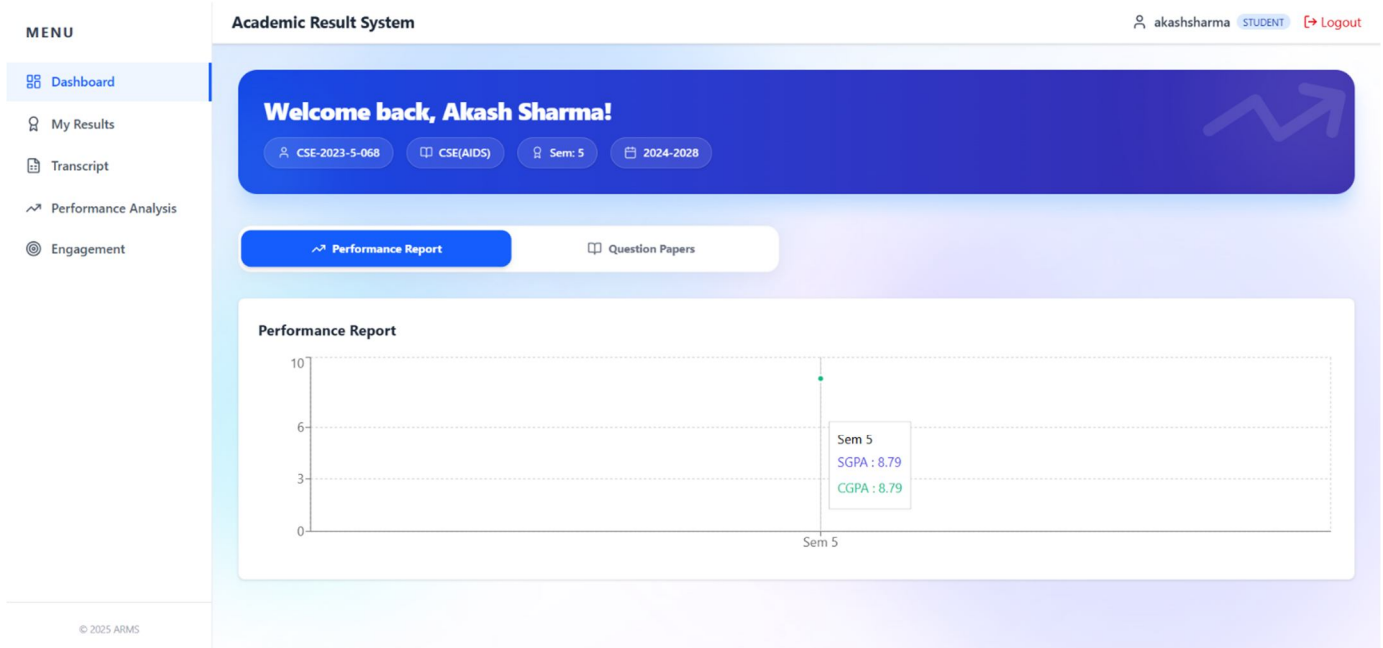 MENU
Dashboard
My Results
Transcript
Performance Analysis
Engagement
© 2025 ARMS
Academic Result System
akashsharma STUDENT Logout
Welcome back, Akash Sharma!
CSE-2023-5-068 CSE(AIDS) Sem: 5 2024-2028
Performance Report Question Papers
Performance Report
10
6
3
0
Sem 5
SGPA : 8.79
CGPA : 8.79
Sem 5